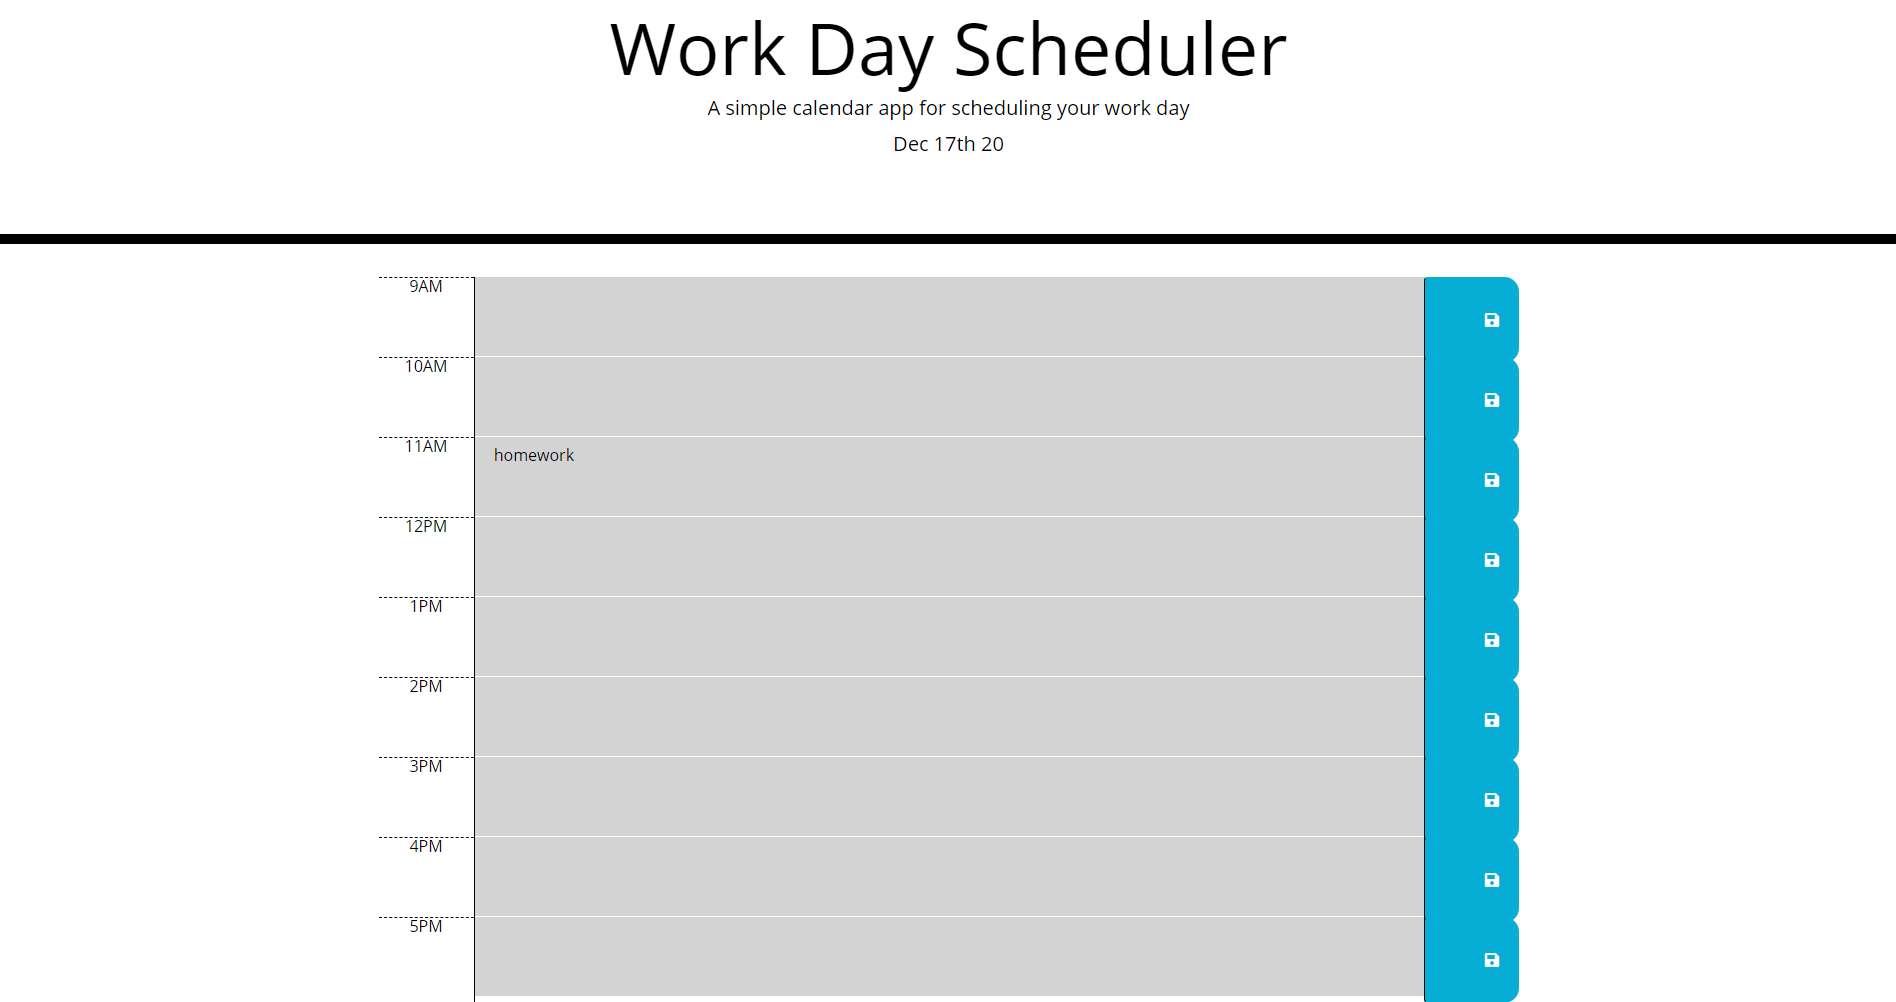 Work Day Scheduler
A simple calendar app for scheduling your work day
Dec 17th 20
9AM
10AM
11AM
homework
12PM
1PM
2PM
3PM
4PM
5PM